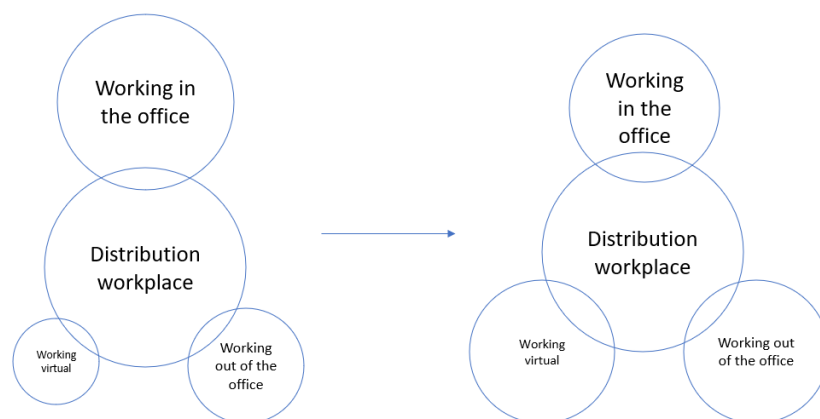 Working in
the office
Distribution
workplace
Working
virtual
Working
out of the
office
Working
in the
office
Distribution
workplace
Working
virtual
Working out
of the office